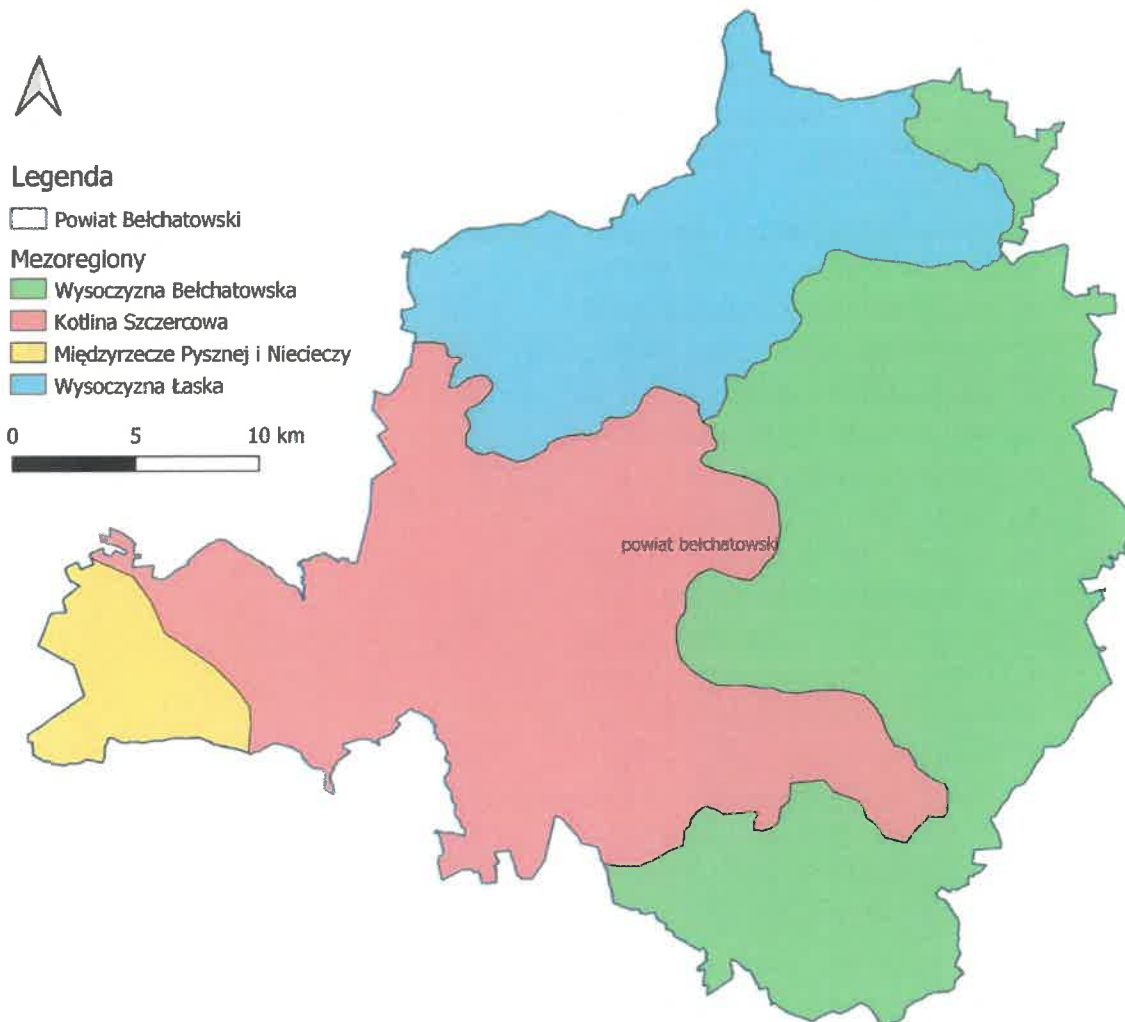 Legenda
Powiat Bełchatowski
Mezoregiony
Wysoczyzna Bełchatowska
Kotlina Szczercowa
Międzyrzecze Pysznej i Niecieczy
Wysoczyzna Łaska
0 5 10 km
powiat bełchatowski